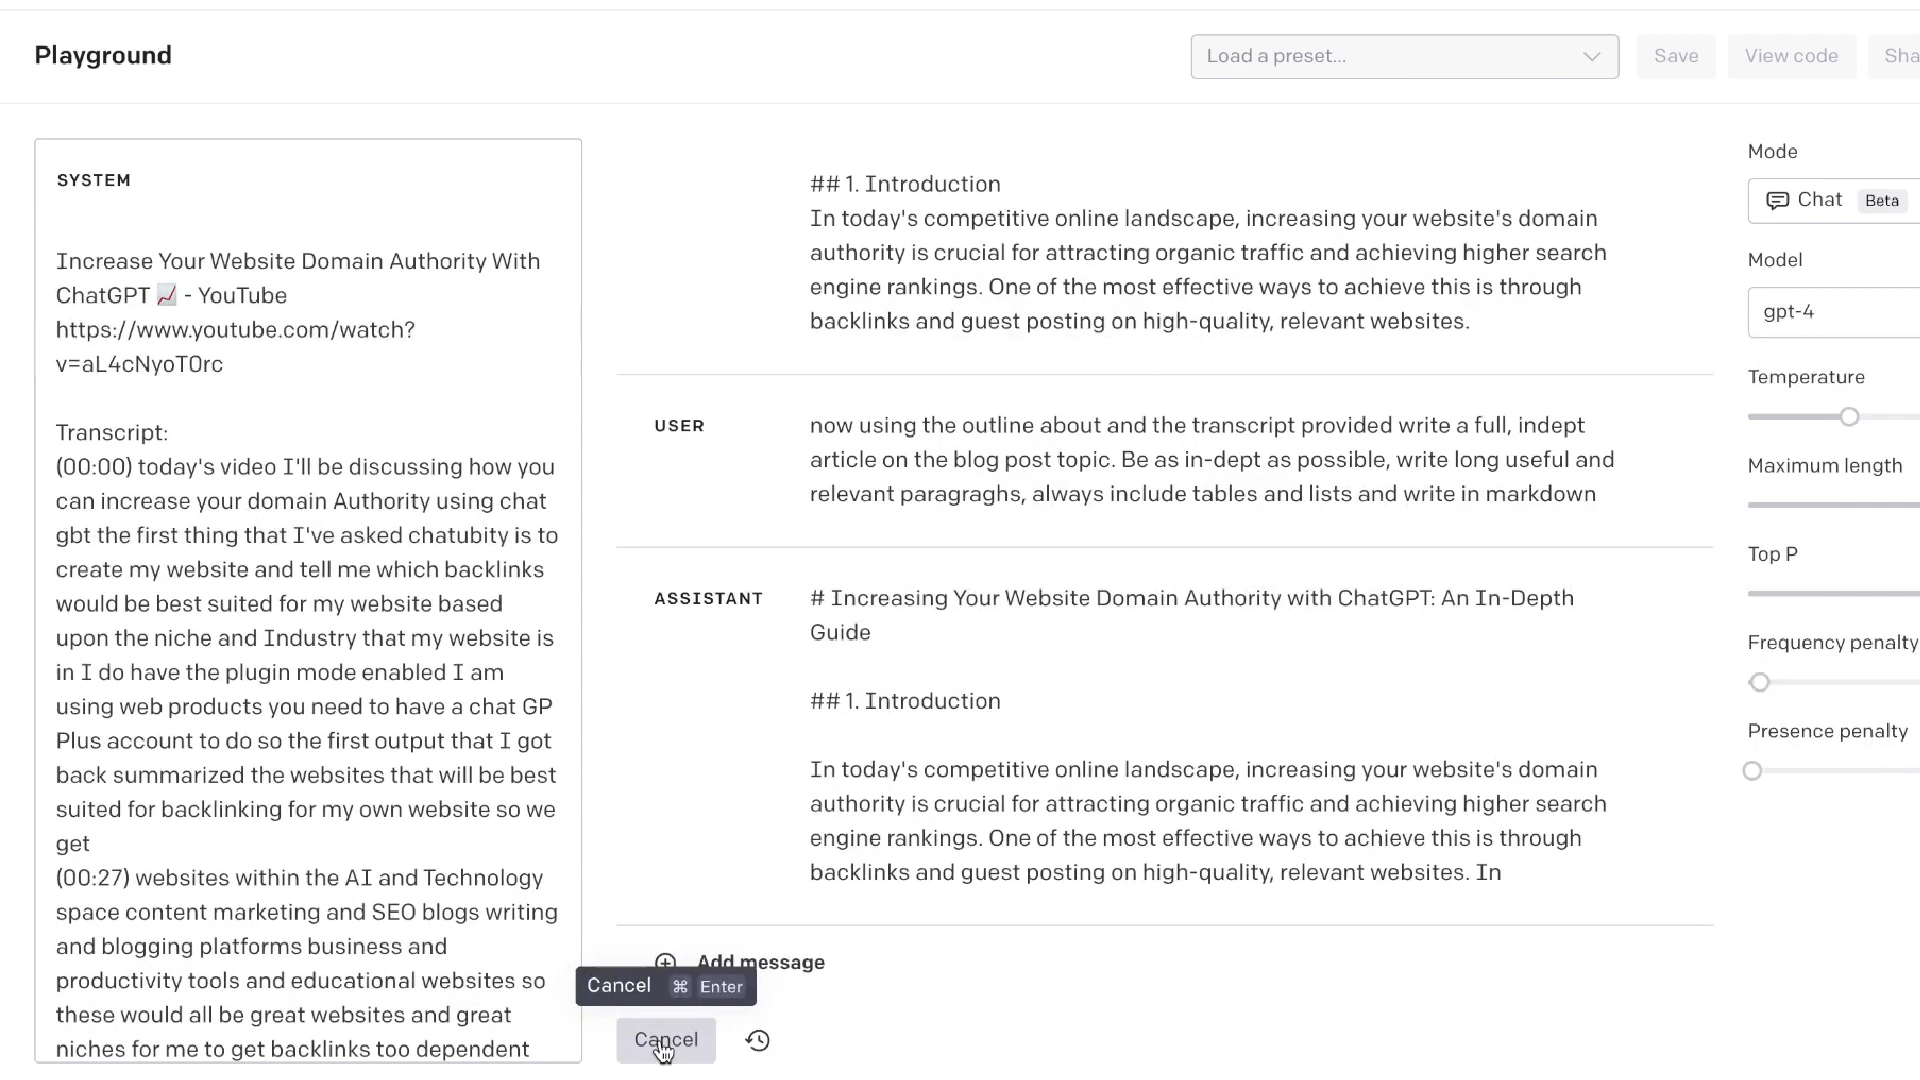 Playground
Load a preset...
Save
View code
Sha
SYSTEM
Increase Your Website Domain Authority With
ChatGPT 📈 - YouTube
https://www.youtube.com/watch?
v=aL4cNyoT0rc
Transcript:
(00:00) today's video I'll be discussing how you
can increase your domain Authority using chat
gbt the first thing that I've asked chatubity is to
create my website and tell me which backlinks
would be best suited for my website based
upon the niche and Industry that my website is
in I do have the plugin mode enabled I am
using web products you need to have a chat GP
Plus account to do so the first output that I got
back summarized the websites that will be best
suited for backlinking for my own website so we
get
(00:27) websites within the AI and Technology
space content marketing and SEO blogs writing
and blogging platforms business and
productivity tools and educational websites so
these would all be great websites and great
niches for me to get backlinks too dependent
## 1. Introduction
In today's competitive online landscape, increasing your website's domain
authority is crucial for attracting organic traffic and achieving higher search
engine rankings. One of the most effective ways to achieve this is through
backlinks and guest posting on high-quality, relevant websites.
USER
now using the outline about and the transcript provided write a full, indept
article on the blog post topic. Be as in-dept as possible, write long useful and
relevant paragraghs, always include tables and lists and write in markdown
ASSISTANT
# Increasing Your Website Domain Authority with ChatGPT: An In-Depth
Guide
## 1. Introduction
In today's competitive online landscape, increasing your website's domain
authority is crucial for attracting organic traffic and achieving higher search
engine rankings. One of the most effective ways to achieve this is through
backlinks and guest posting on high-quality, relevant websites. In
Add message
Cancel ⌘ Enter
Cancel
Mode
Chat Beta
Model
gpt-4
Temperature
Maximum length
Top P
Frequency penalty
Presence penalty